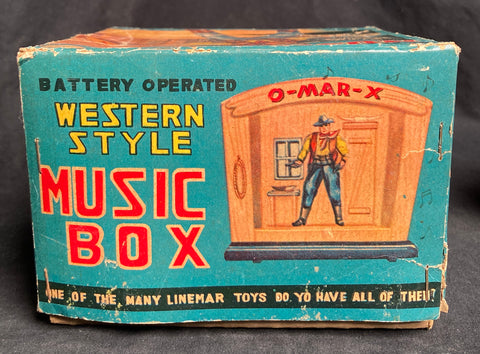 BATTERY OPERATED
WESTERN
STYLE
MUSIC
BOX
O-MAR-X
ONE OF THE MANY LINEMAR TOYS DO YO HAVE ALL OF THEM?